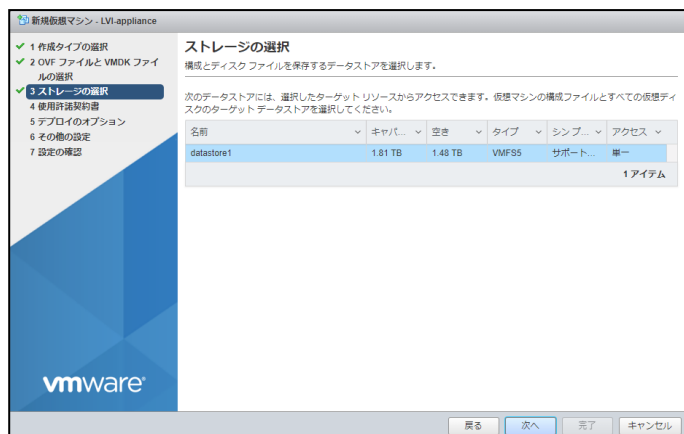 新規仮想マシン - LVI-appliance
1 作成タイプの選択
2 OVF ファイルと VMDK ファイ
ルの選択
3 ストレージの選択
4 使用許諾契約書
5 デプロイのオプション
6 その他の設定
7 設定の確認
ストレージの選択
構成とディスク ファイルを保存するデータストアを選択します。
次のデータストアには、選択したターゲット リソースからアクセスできます。仮想マシンの構成ファイルとすべての仮想ディ
スクのターゲット データストアを選択してください。
名前 キャパ... 空き タイプ シン プ... アクセス
datastore1 1.81 TB 1.48 TB VMFS5 サポート... 単一
1 アイテム
vmware
戻る 次へ 完了 キャンセル